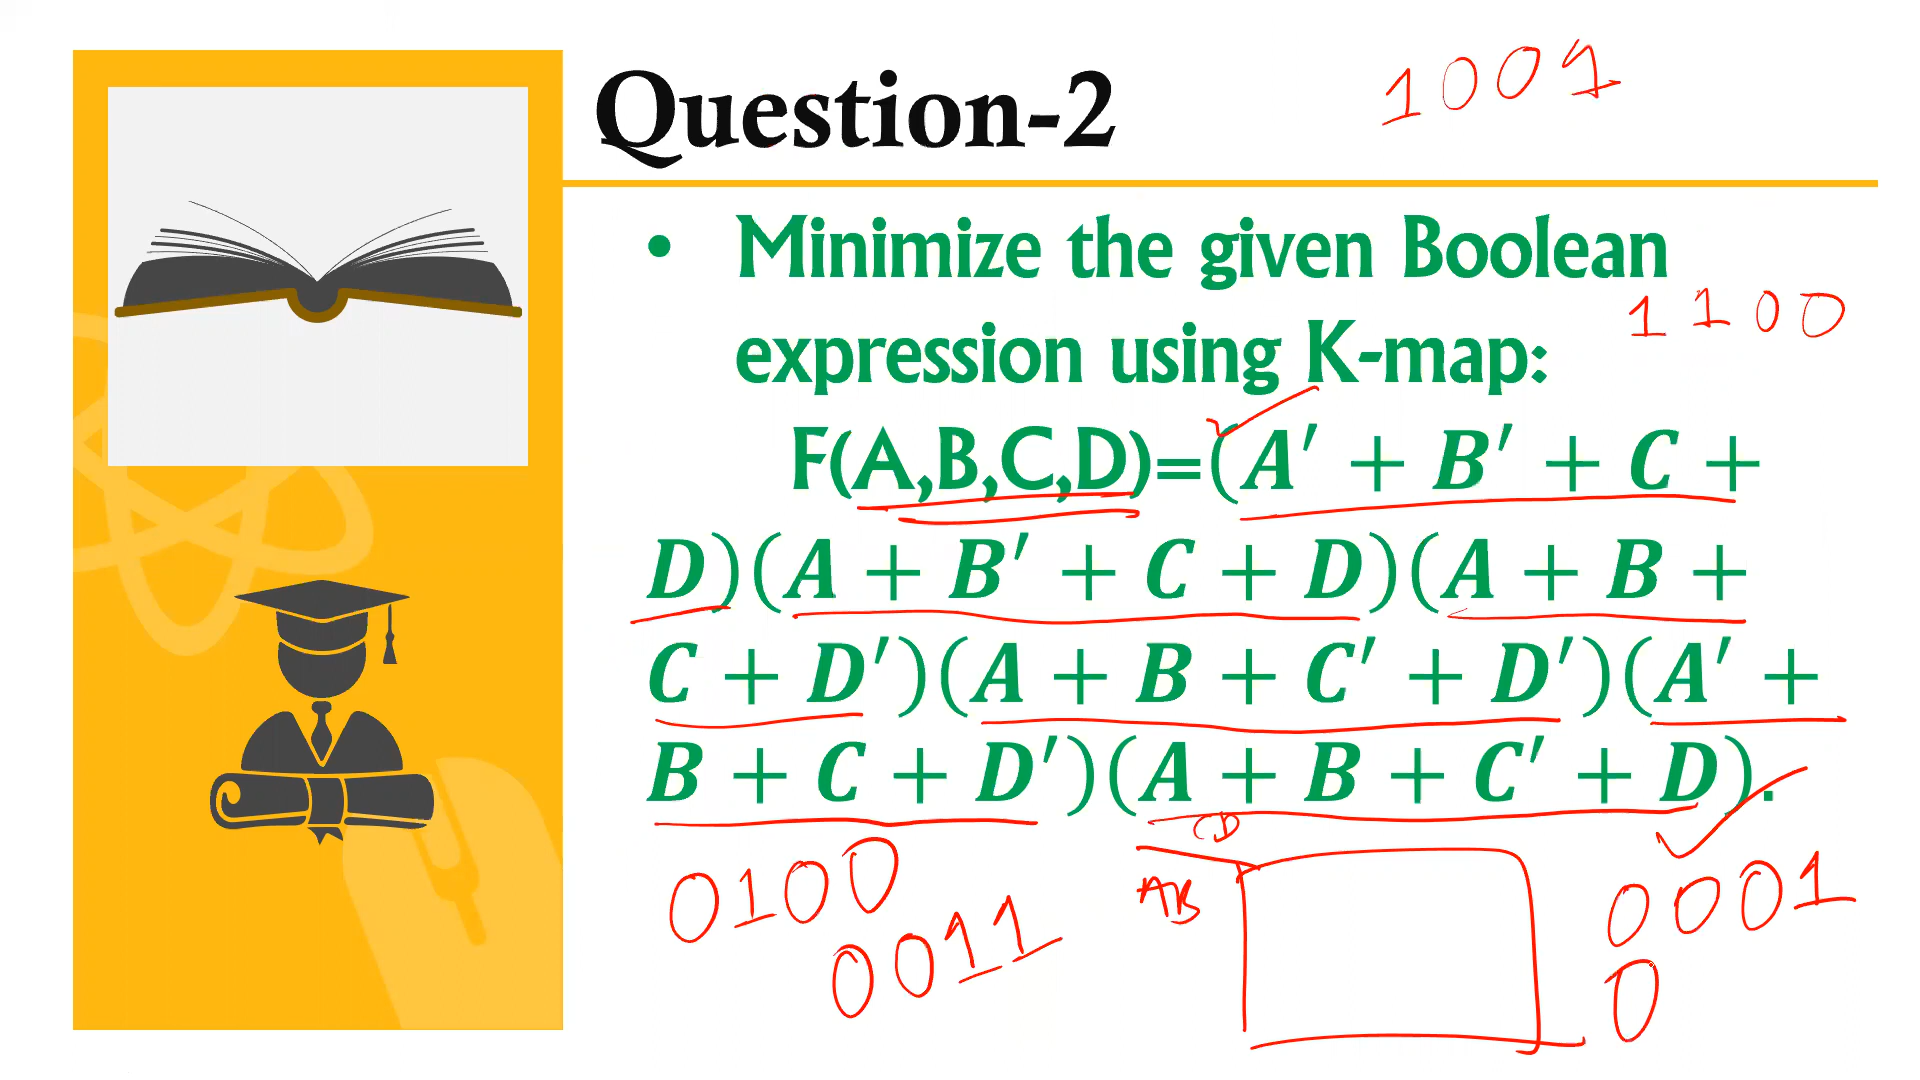 Question-2
1001
• Minimize the given Boolean
expression using K-map:
1100
F(A,B,C,D)=(A′ + B′ + C +
D)(A + B′ + C + D)(A + B +
C + D′)(A + B + C′ + D′)(A′ +
B + C + D′)(A + B + C′ + D).
CD
AB
0100
0011
0001
0